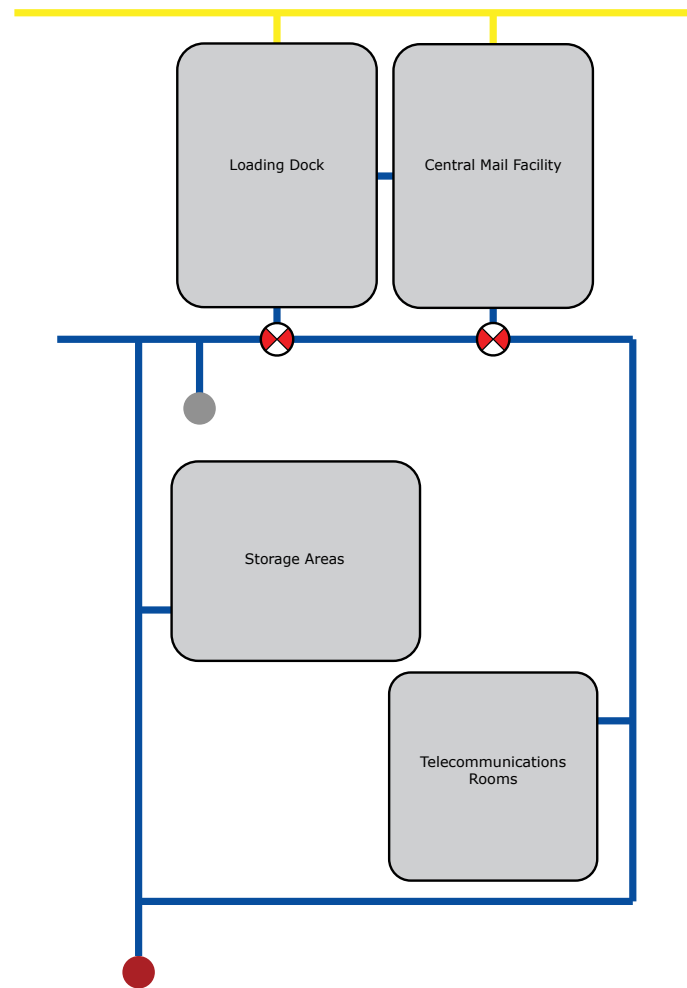 Loading Dock
Central Mail Facility
Storage Areas
Telecommunications
Rooms